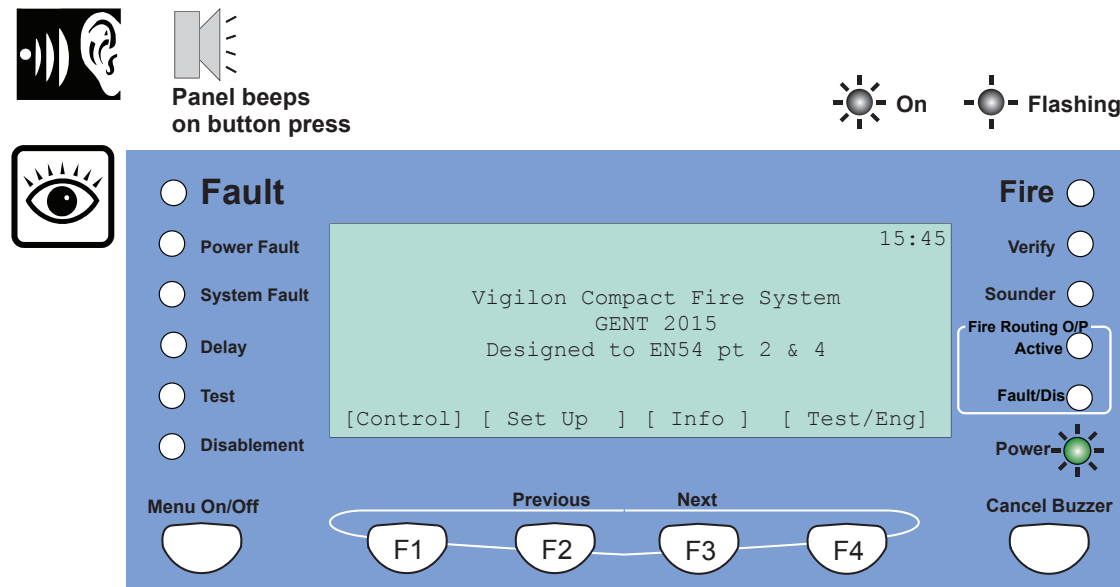 Panel beeps
on button press
On
Flashing
Fault
Fire
Power Fault
15:45
Verify
System Fault
Vigilon Compact Fire System
Sounder
GENT 2015
Fire Routing O/P
Delay
Designed to EN54 pt 2 & 4
Active
Test
Fault/Dis
[Control] [ Set Up ] [ Info ] [ Test/Eng]
Disablement
Power
Menu On/Off
Previous
Next
Cancel Buzzer
F1
F2
F3
F4